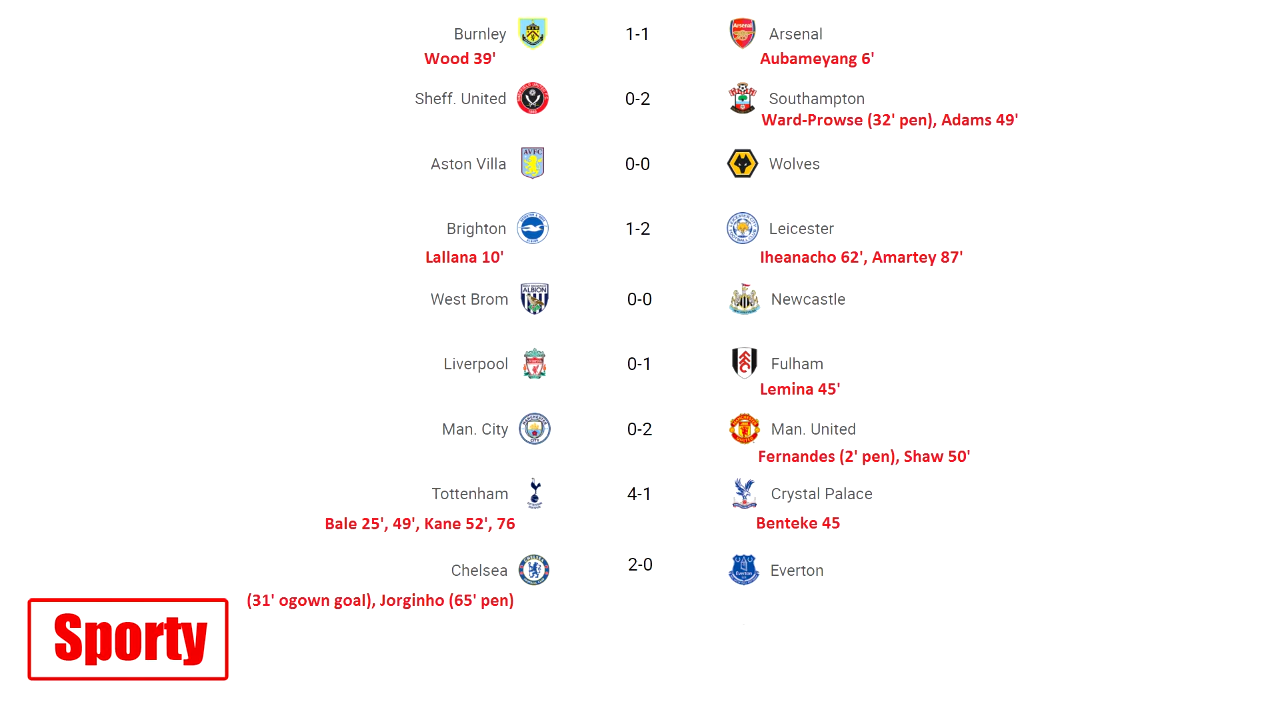 Burnley 1-1 Arsenal
Wood 39' Aubameyang 6'
Sheff. United 0-2 Southampton
Ward-Prowse (32' pen), Adams 49'
Aston Villa 0-0 Wolves
Brighton 1-2 Leicester
Lallana 10' Iheanacho 62', Amartey 87'
West Brom 0-0 Newcastle
Liverpool 0-1 Fulham
Lemina 45'
Man. City 0-2 Man. United
Fernandes (2' pen), Shaw 50'
Tottenham 4-1 Crystal Palace
Bale 25', 49', Kane 52', 76 Benteke 45
Chelsea 2-0 Everton
(31' ogown goal), Jorginho (65' pen)
Sporty